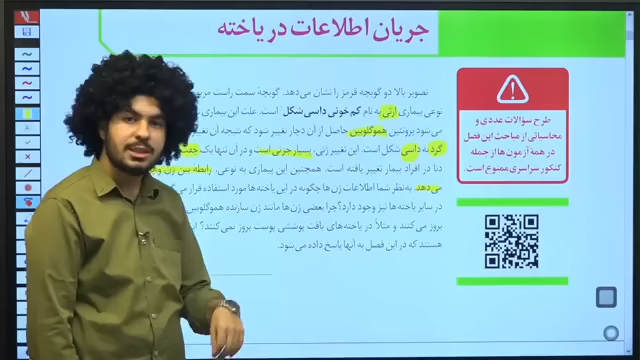 جریان اطلاعات در یاخته
تصویر بالا دو گویچه قرمز را نشان می‌دهد. گویچهٔ سمت راست
نوعی بیماری ارثی به نام کم‌خونی داسی‌شکل¹ است. علت این بیماری
می‌شود پروتئین هموگلوبین حاصل از آن دچار تغییر شود که نتیجه آن
گرد به داسی شکل است. این تغییر ژنی، بسیار جزئی است و در آن تنها یک جفت
دنا در افراد بیمار تغییر یافته است. همچنین این بیماری به نوعی، رابطه بین ژن و
می‌دهد. به‌نظر شما اطلاعات ژن ها چگونه در این یاخته‌ها مورد استفاده قرار
در سایر یاخته ها نیز وجود دارد؟ چرا بعضی ژن‌ها مانند ژن سازنده هموگلوبین
بروز می‌کنند و مثلاً در یاخته‌های بافت پوششی پوست بروز نمی کنند؟
هستند که در این فصل به آنها پاسخ داده می‌شود.
طرح سؤالات عددی و
محاسباتی از مباحث این فصل
در همهٔ آزمون‌ها از جمله
کنکور سراسری ممنوع است.